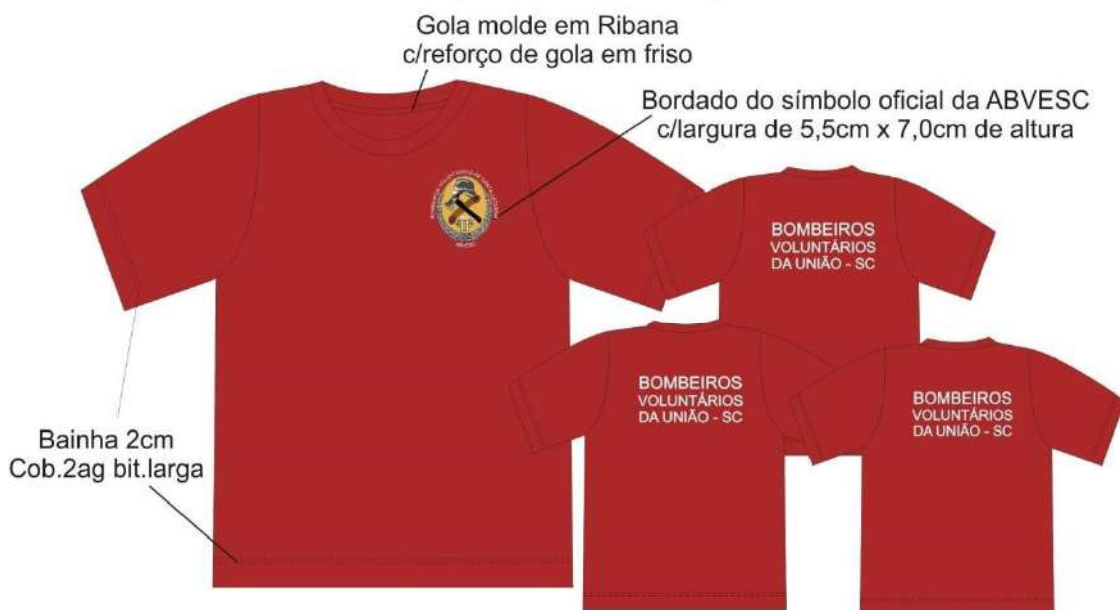 Gola molde em Ribana
c/reforço de gola em friso
Bordado do símbolo oficial da ABVESC
c/largura de 5,5cm x 7,0cm de altura
BOMBEIROS
VOLUNTÁRIOS
DA UNIÃO - SC
BOMBEIROS
VOLUNTÁRIOS
DA UNIÃO - SC
BOMBEIROS
VOLUNTÁRIOS
DA UNIÃO - SC
Bainha 2cm
Cob.2ag bit.larga